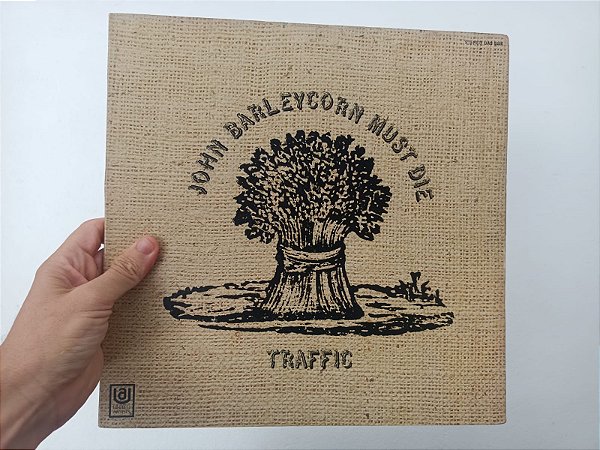 JOHN BARLEYCORN MUST DIE
TRAFFIC